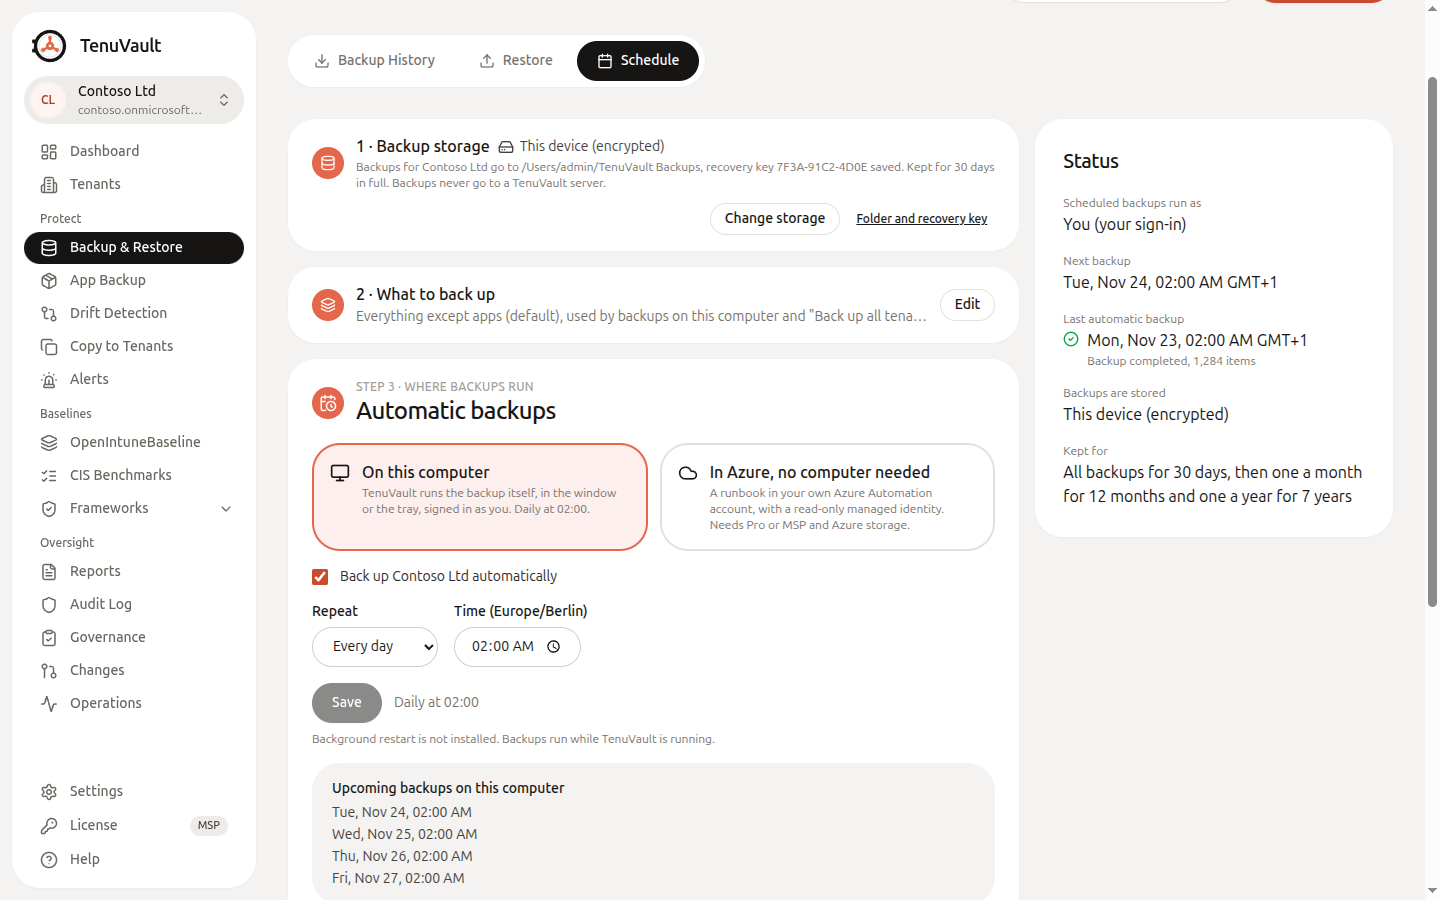 TenuVault
CL
Contoso Ltd
contoso.onmicrosoft...
Dashboard
Tenants
Protect
Backup & Restore
App Backup
Drift Detection
Copy to Tenants
Alerts
Baselines
OpenIntuneBaseline
CIS Benchmarks
Frameworks
Oversight
Reports
Audit Log
Governance
Changes
Operations
Settings
License
MSP
Help
Backup History
Restore
Schedule
1 · Backup storage
This device (encrypted)
Backups for Contoso Ltd go to /Users/admin/TenuVault Backups, recovery key 7F3A-91C2-4D0E saved. Kept for 30 days
in full. Backups never go to a TenuVault server.
Change storage
Folder and recovery key
2 · What to back up
Everything except apps (default), used by backups on this computer and "Back up all tena...
Edit
STEP 3 · WHERE BACKUPS RUN
Automatic backups
On this computer
TenuVault runs the backup itself, in the window
or the tray, signed in as you. Daily at 02:00.
In Azure, no computer needed
A runbook in your own Azure Automation
account, with a read-only managed identity.
Needs Pro or MSP and Azure storage.
Back up Contoso Ltd automatically
Repeat
Time (Europe/Berlin)
Every day
02:00 AM
Save
Daily at 02:00
Background restart is not installed. Backups run while TenuVault is running.
Upcoming backups on this computer
Tue, Nov 24, 02:00 AM
Wed, Nov 25, 02:00 AM
Thu, Nov 26, 02:00 AM
Fri, Nov 27, 02:00 AM
Status
Scheduled backups run as
You (your sign-in)
Next backup
Tue, Nov 24, 02:00 AM GMT+1
Last automatic backup
Mon, Nov 23, 02:00 AM GMT+1
Backup completed, 1,284 items
Backups are stored
This device (encrypted)
Kept for
All backups for 30 days, then one a month
for 12 months and one a year for 7 years